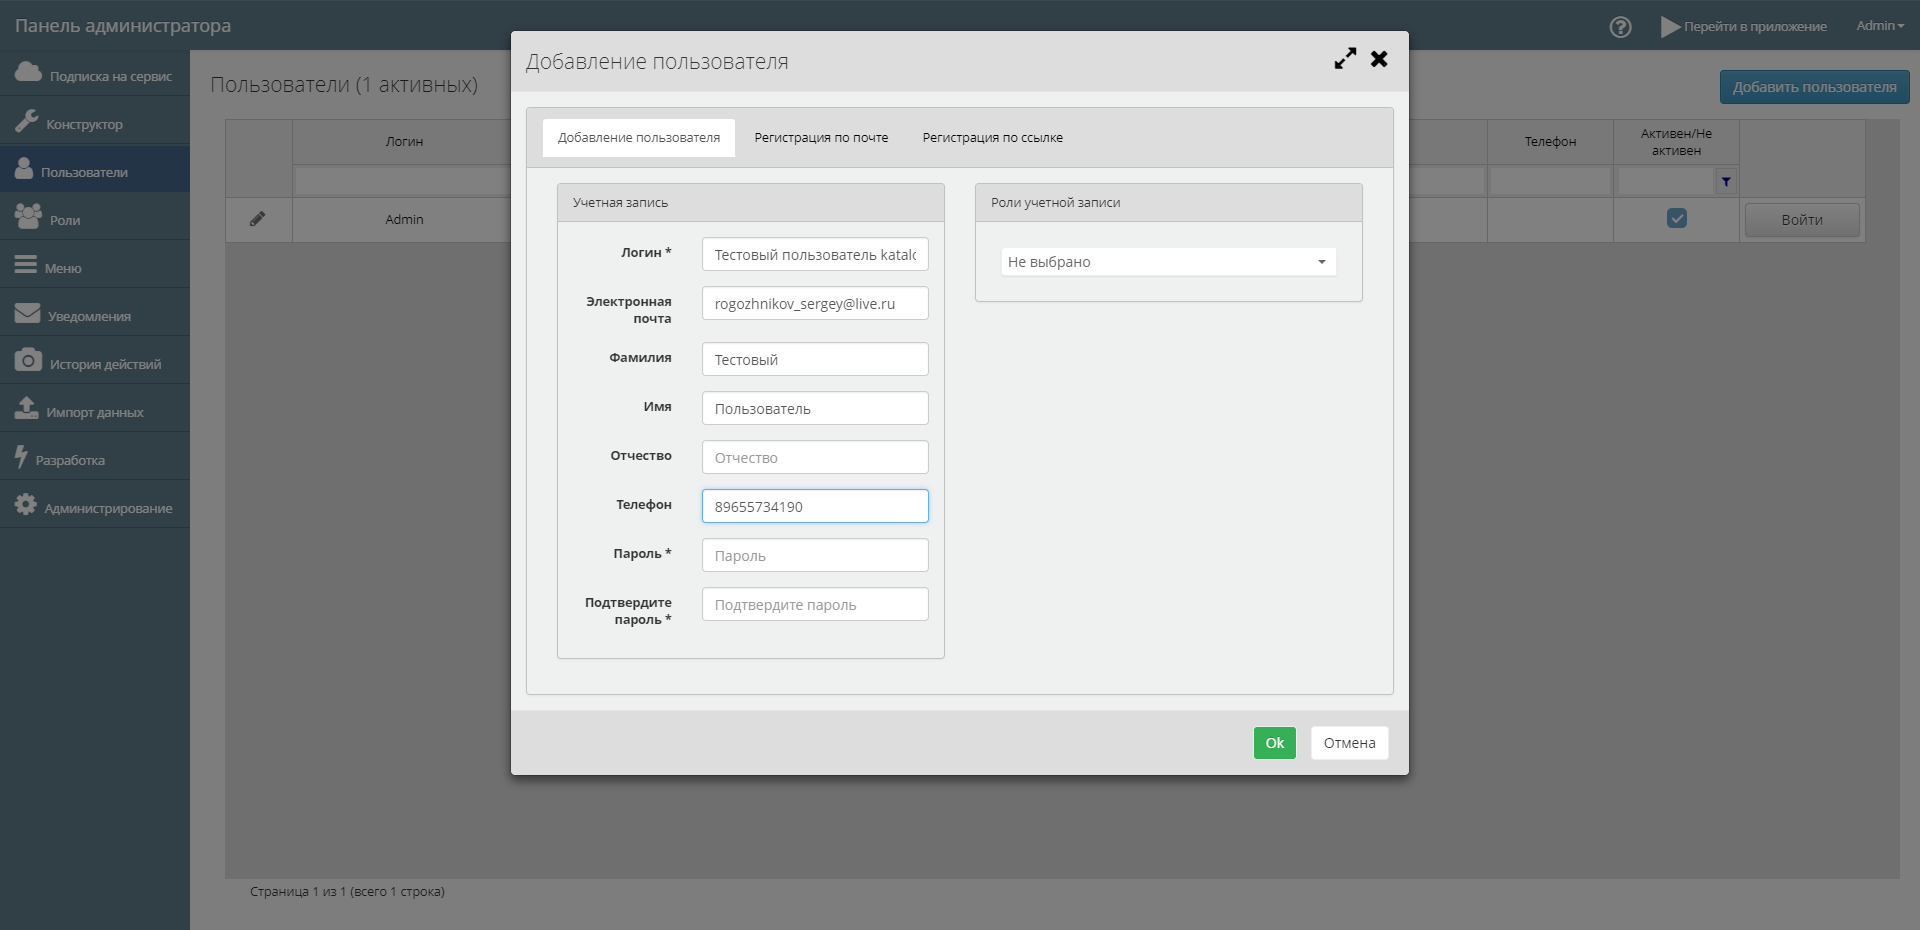 Панель администратора
Перейти в приложение
Admin
Подписка на сервис
Конструктор
Пользователи
Роли
Меню
Уведомления
История действий
Импорт данных
Разработка
Администрирование
Пользователи (1 активных)
Добавить пользователя
Логин
Телефон
Активен/Не
активен
Admin
Войти
Страница 1 из 1 (всего 1 строка)
Добавление пользователя
Добавление пользователя
Регистрация по почте
Регистрация по ссылке
Учетная запись
Логин *
Тестовый пользователь katalo
Электронная
почта
rogozhnikov_sergey@live.ru
Фамилия
Тестовый
Имя
Пользователь
Отчество
Отчество
Телефон
89655734190
Пароль *
Пароль
Подтвердите
пароль *
Подтвердите пароль
Роли учетной записи
Не выбрано
Ok
Отмена